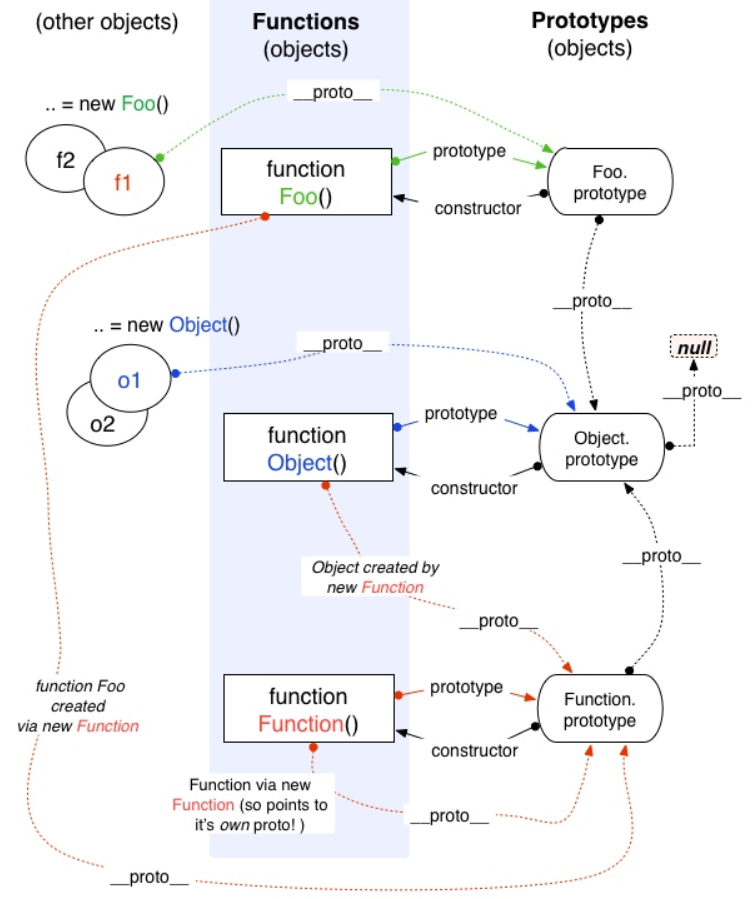 (other objects)
Functions
(objects)
Prototypes
(objects)
__proto__
.. = new Foo()
f2
f1
function
Foo()
prototype
constructor
Foo.
prototype
__proto__
.. = new Object()
o1
o2
__proto__
null
__proto__
function
Object()
prototype
constructor
Object.
prototype
Object created by
new Function
__proto__
__proto__
function Foo
created
via new Function
function
Function()
prototype
constructor
Function.
prototype
Function via new
Function (so points to
it's own proto! )
__proto__
__proto__